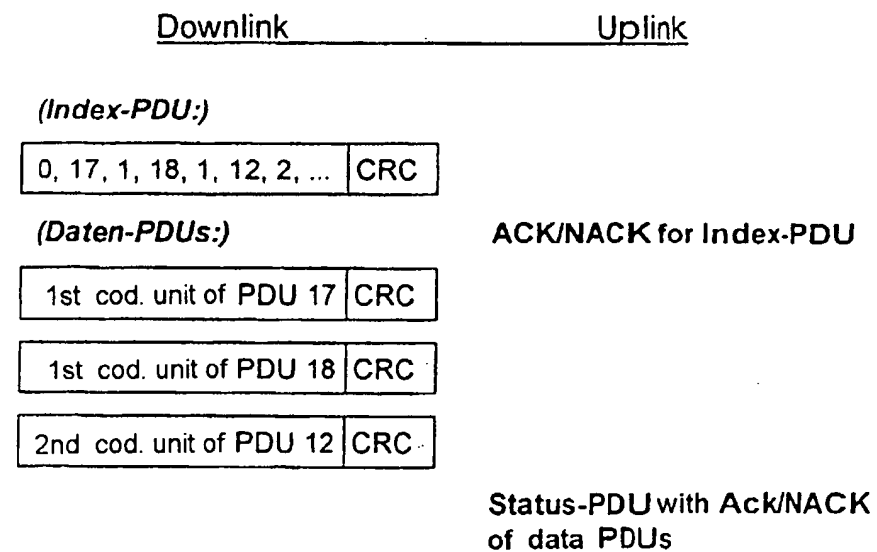 Downlink Uplink
(Index-PDU:)
0, 17, 1, 18, 1, 12, 2, ... CRC
(Daten-PDUs:) ACK/NACK for Index-PDU
1st cod. unit of PDU 17 CRC
1st cod. unit of PDU 18 CRC
2nd cod. unit of PDU 12 CRC
Status-PDU with Ack/NACK
of data PDUs